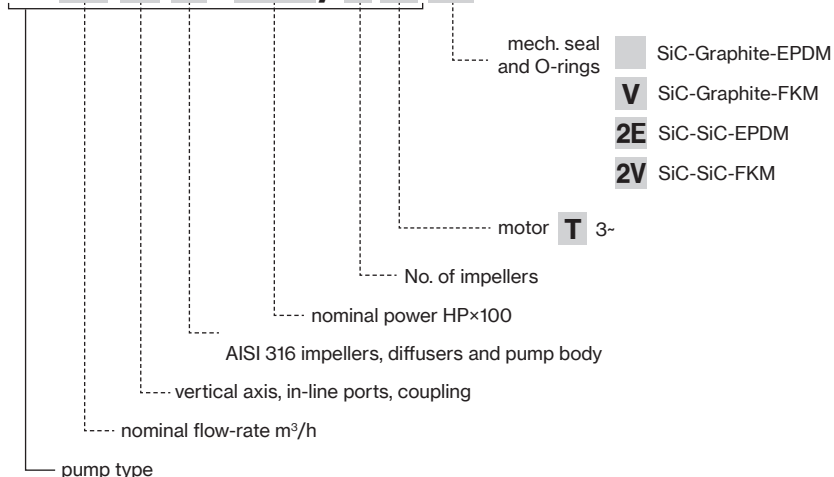 mech. seal
and O-rings
SiC-Graphite-EPDM
V SiC-Graphite-FKM
2E SiC-SiC-EPDM
2V SiC-SiC-FKM
motor T 3~
No. of impellers
nominal power HP×100
AISI 316 impellers, diffusers and pump body
vertical axis, in-line ports, coupling
nominal flow-rate m³/h
pump type